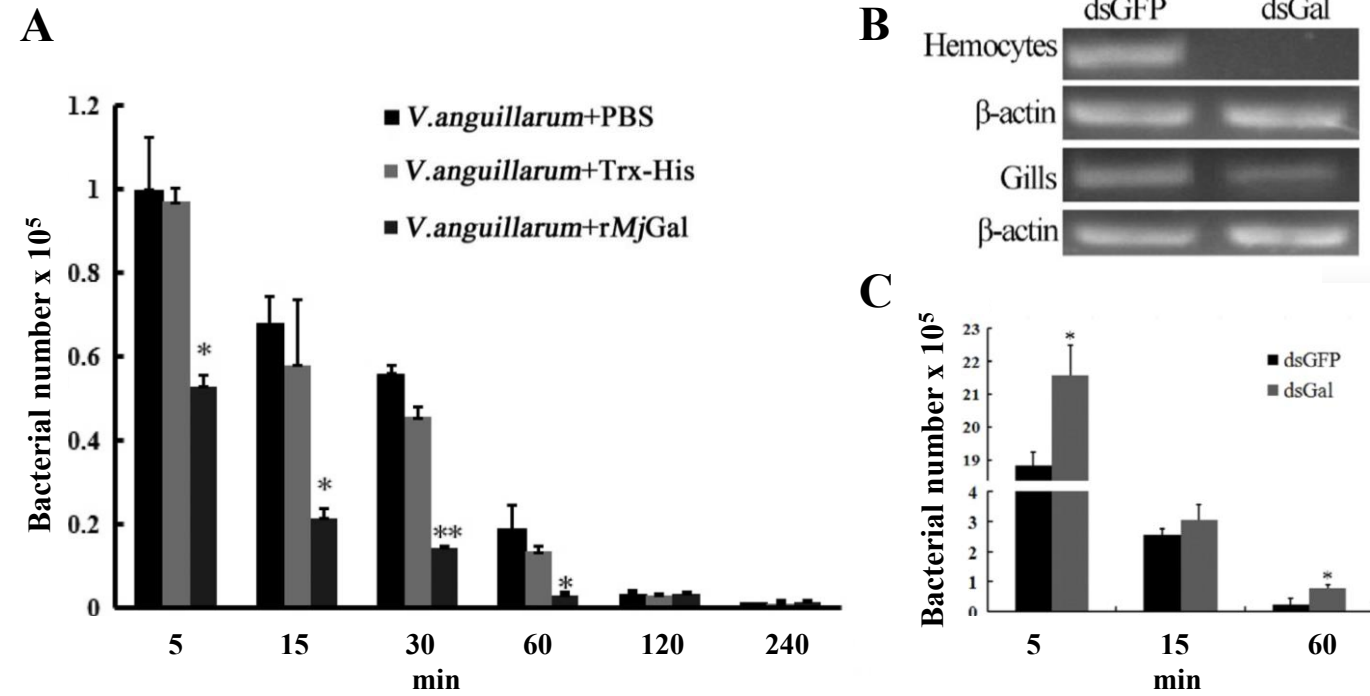 A
1.2
1
0.8
0.6
0.4
0.2
0
Bacterial number x 10⁵
V.anguillarum+PBS
V.anguillarum+Trx-His
V.anguillarum+rMjGal
*
*
**
*
5 15 30 60 120 240
min
B
dsGFP dsGal
Hemocytes
β-actin
Gills
β-actin
C
23
22
21
20
19
4
3
2
1
0
Bacterial number x 10⁵
dsGFP
dsGal
*
*
5 15 60
min